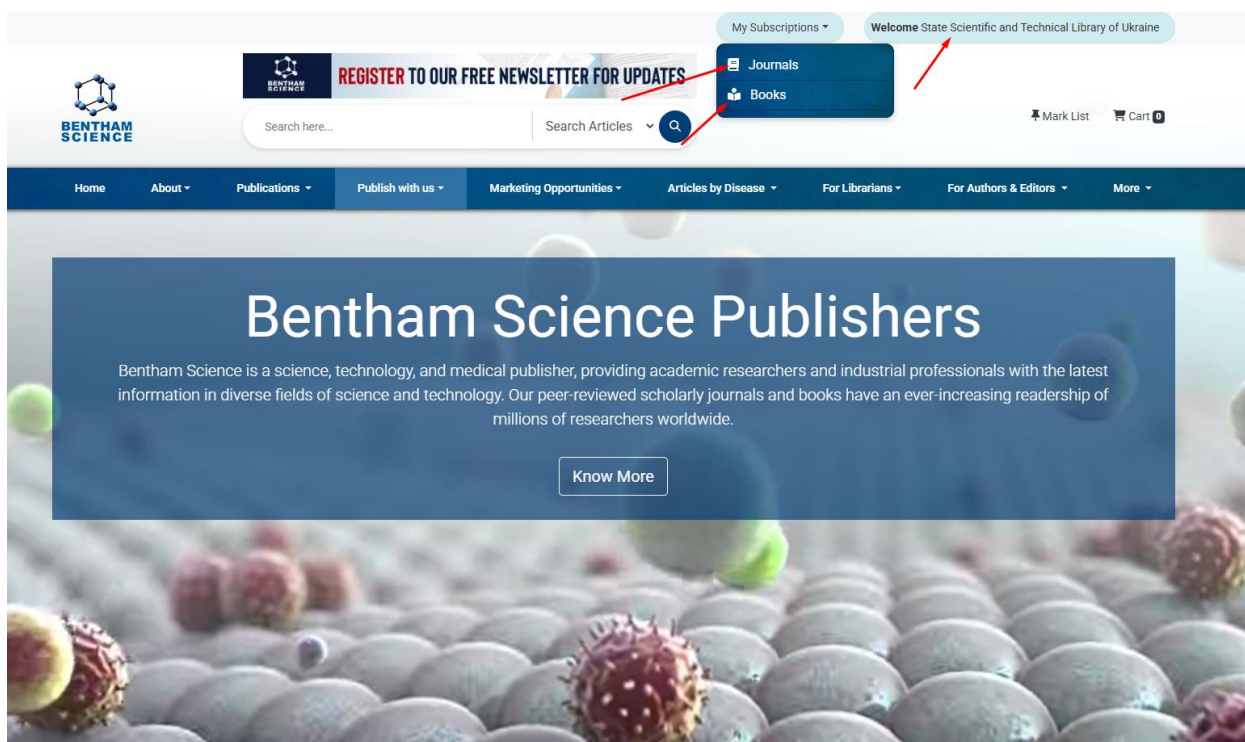 My Subscriptions
Welcome State Scientific and Technical Library of Ukraine
BENTHAM SCIENCE
REGISTER TO OUR FREE NEWSLETTER FOR UPDATES
Journals
Books
BENTHAM
SCIENCE
Search here...
Search Articles
Mark List
Cart 0
Home About Publications Publish with us Marketing Opportunities Articles by Disease For Librarians For Authors & Editors More
Bentham Science Publishers
Bentham Science is a science, technology, and medical publisher, providing academic researchers and industrial professionals with the latest
information in diverse fields of science and technology. Our peer-reviewed scholarly journals and books have an ever-increasing readership of
millions of researchers worldwide.
Know More